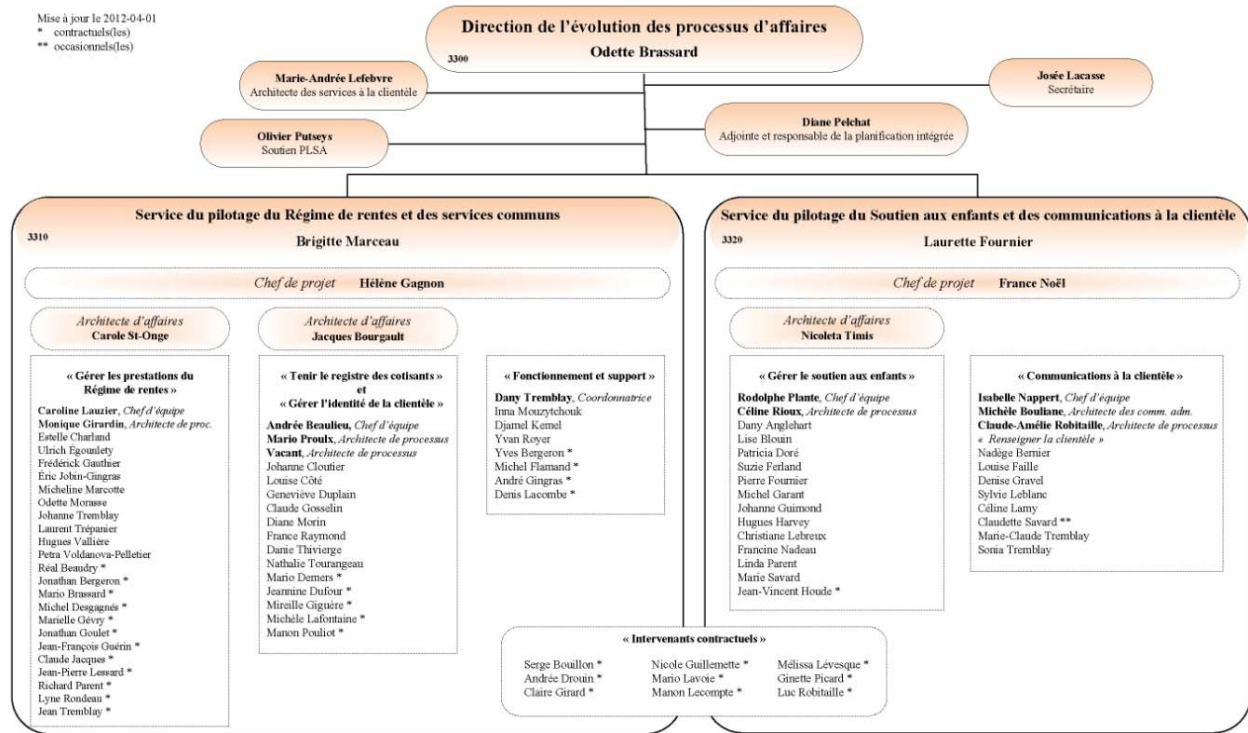 Mise à jour le 2012-04-01
* contractuels(les)
** occasionnels(les)
Direction de l'évolution des processus d'affaires
Odette Brassard
3300
Marie-Andrée Lefebvre
Architecte des services à la clientèle
Josée Lacasse
Secrétaire
Olivier Putseys
Soutien PLSA
Diane Pelchat
Adjointe et responsable de la planification intégrée
Service du pilotage du Régime de rentes et des services communs
3310
Brigitte Marceau
Chef de projet Hélène Gagnon
Architecte d'affaires
Carole St-Onge
« Gérer les prestations du
Régime de rentes »
Caroline Lauzier, Chef d'équipe
Monique Girardin, Architecte de proc.
Estelle Charland
Ulrich Égounlety
Frédérick Gauthier
Éric Jobin-Gingras
Micheline Marcotte
Odette Morasse
Johanne Tremblay
Laurent Trépanier
Hugues Vallière
Petra Voldanova-Pelletier
Réal Beaudry *
Jonathan Bergeron *
Mario Brassard *
Michel Desgagnés *
Marielle Gévry *
Jonathan Goulet *
Jean-François Guérin *
Claude Jacques *
Jean-Pierre Lessard *
Richard Parent *
Lyne Rondeau *
Jean Tremblay *
Architecte d'affaires
Jacques Bourgault
« Tenir le registre des cotisants »
et
« Gérer l'identité de la clientèle »
Andrée Beaulieu, Chef d'équipe
Mario Proulx, Architecte de processus
Vacant, Architecte de processus
Johanne Cloutier
Louise Côté
Geneviève Duplain
Claude Gosselin
Diane Morin
France Raymond
Danie Thivierge
Nathalie Tourangeau
Mario Demers *
Jeannine Dufour *
Mireille Giguère *
Michèle Lafontaine *
Manon Pouliot *
« Fonctionnement et support »
Dany Tremblay, Coordonnatrice
Inna Mouzytchouk
Djamel Kemel
Yvan Royer
Yves Bergeron *
Michel Flamand *
André Gingras *
Denis Lacombe *
Service du pilotage du Soutien aux enfants et des communications à la clientèle
3320
Laurette Fournier
Chef de projet France Noël
Architecte d'affaires
Nicoleta Timis
« Gérer le soutien aux enfants »
Rodolphe Plante, Chef d'équipe
Céline Rioux, Architecte de processus
Dany Anglehart
Lise Blouin
Patricia Doré
Suzie Ferland
Pierre Fournier
Michel Garant
Johanne Guimond
Hugues Harvey
Christiane Lebreux
Francine Nadeau
Linda Parent
Marie Savard
Jean-Vincent Houde *
« Communications à la clientèle »
Isabelle Nappert, Chef d'équipe
Michèle Bouliane, Architecte des comm. adm.
Claude-Amélie Robitaille, Architecte de processus
« Renseigner la clientèle »
Nadège Bernier
Louise Faille
Denise Gravel
Sylvie Leblanc
Céline Lamy
Claudette Savard **
Marie-Claude Tremblay
Sonia Tremblay
« Intervenants contractuels »
Serge Bouillon * Nicole Guillemette * Mélissa Lévesque *
Andrée Drouin * Mario Lavoie * Ginette Picard *
Claire Girard * Manon Lecompte * Luc Robitaille *